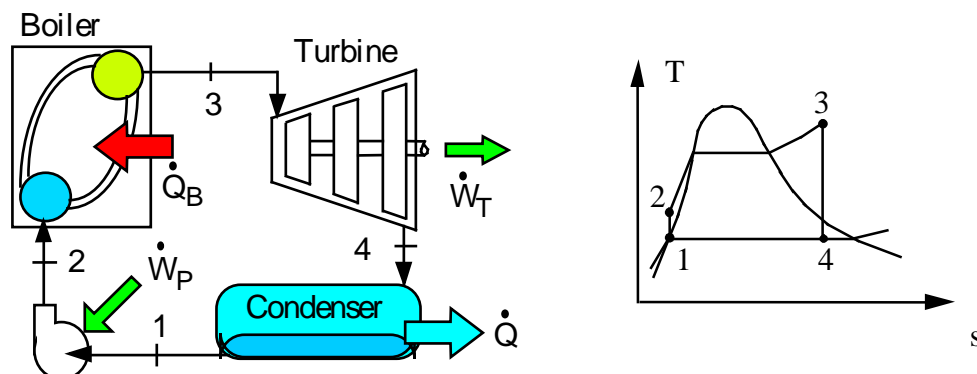 Boiler
Turbine
3
Q̇B
ẆT
2
ẆP
4
Condenser
Q̇
1
T
3
2
1
4
s